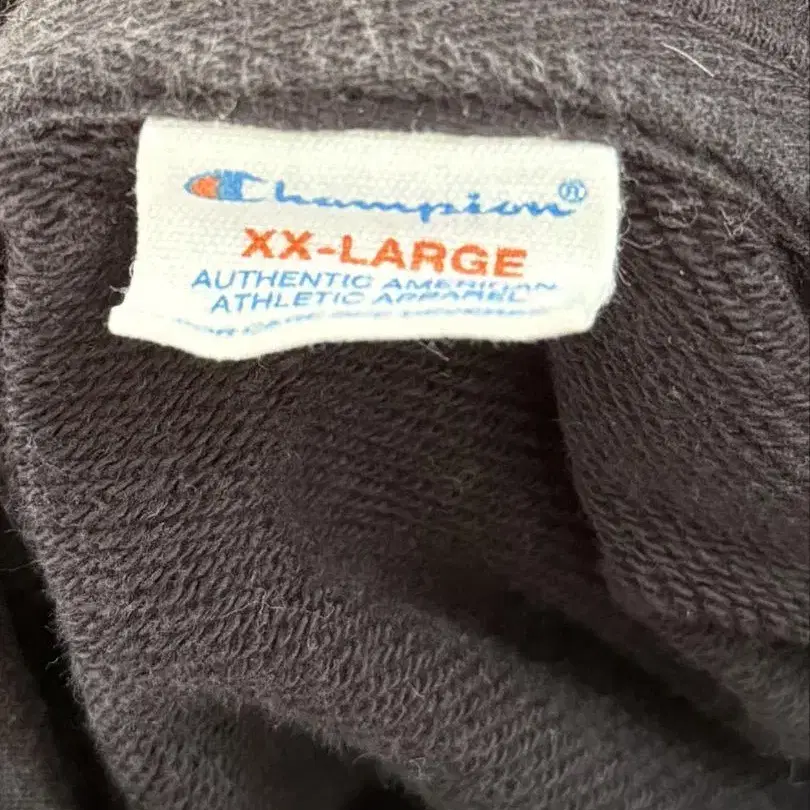 Champion®
XX-LARGE
AUTHENTIC AMERICAN
ATHLETIC APPAREL